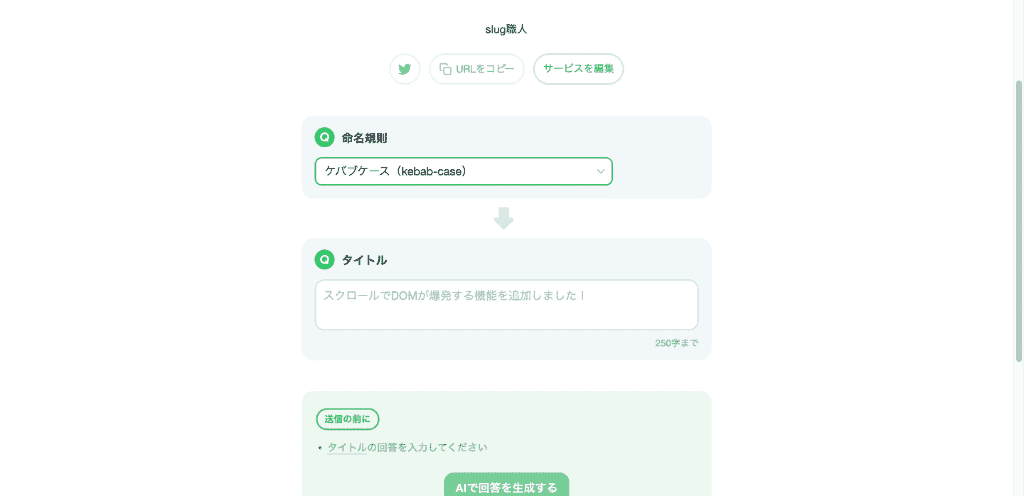 slug職人
URLをコピー
サービスを編集
Q 命名規則
ケバブケース（kebab-case）
Q タイトル
スクロールでDOMが爆発する機能を追加しました！
250字まで
送信の前に
• タイトルの回答を入力してください
AIで回答を生成する